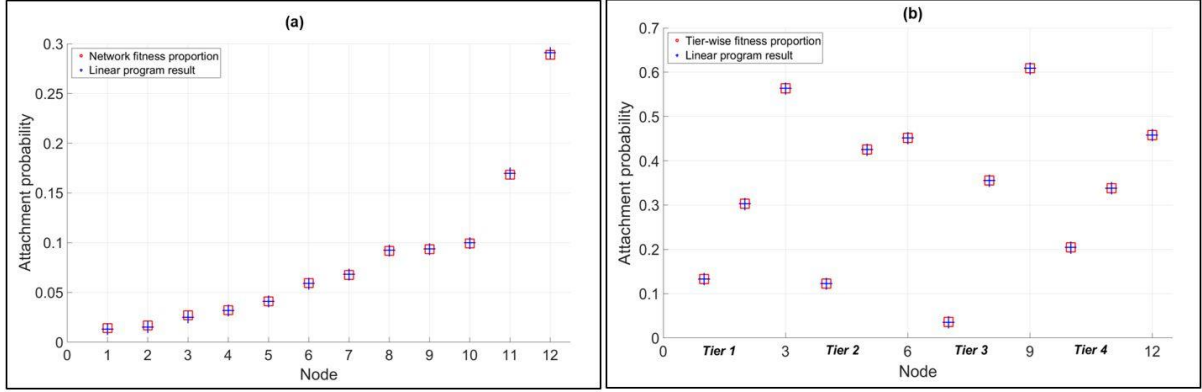 (a)
Network fitness proportion
Linear program result
0.3
0.25
0.2
0.15
0.1
0.05
0
Attachment probability
0 1 2 3 4 5 6 7 8 9 10 11 12
Node
(b)
Tier-wise fitness proportion
Linear program result
0.7
0.6
0.5
0.4
0.3
0.2
0.1
0
Attachment probability
0 Tier 1 3 Tier 2 6 Tier 3 9 Tier 4 12
Node